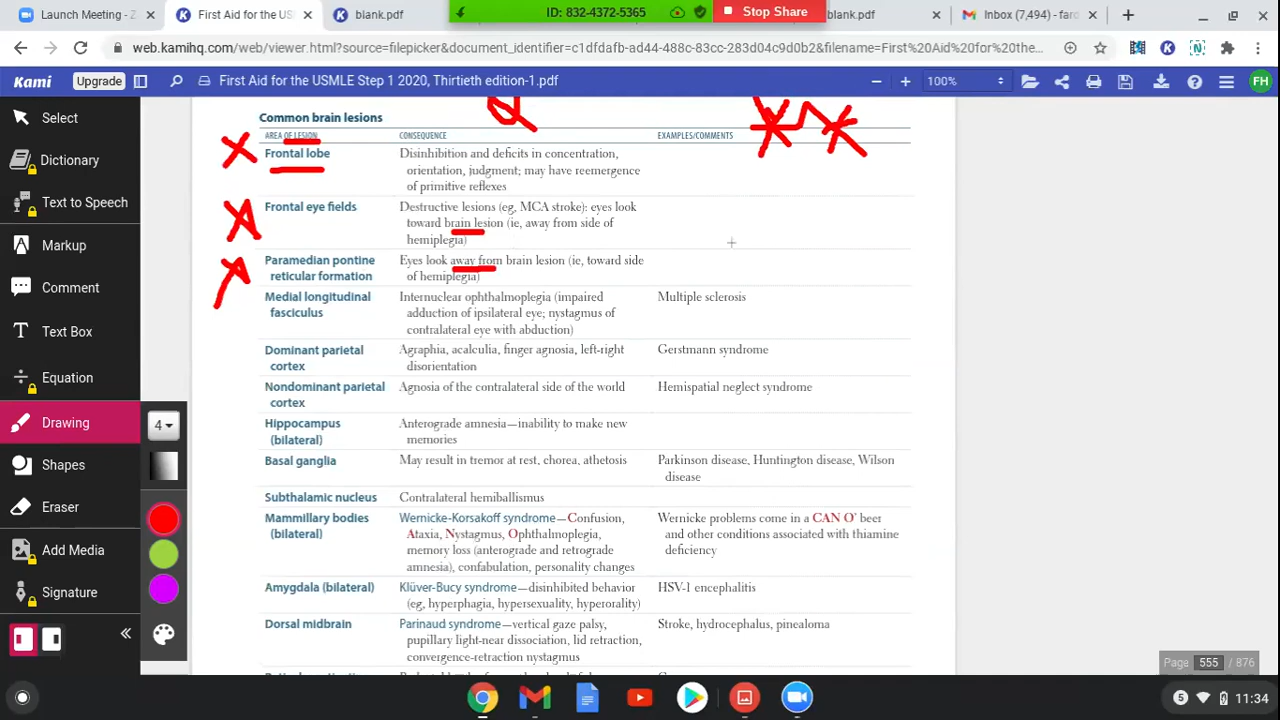 Launch Meeting - Z
First Aid for the USMLE Step 1
blank.pdf
ID: 832-4372-5365
Stop Share
blank.pdf
Inbox (7,494) - faro
web.kamihq.com/web/viewer.html?source=filepicker&document_identifier=c1dfdafb-ad44-488c-83cc-283d04c9d0b2&filename=First%20Aid%20for%20the...
Kami
Upgrade
First Aid for the USMLE Step 1 2020, Thirtieth edition-1.pdf
100%
FH
Select
Dictionary
Text to Speech
Markup
Comment
Text Box
Equation
Drawing
4
Shapes
Eraser
Add Media
Signature
Common brain lesions
AREA OF LESION CONSEQUENCE EXAMPLES/COMMENTS
Frontal lobe Disinhibition and deficits in concentration,
orientation, judgment; may have reemergence
of primitive reflexes
Frontal eye fields Destructive lesions (eg, MCA stroke): eyes look
toward brain lesion (ie, away from side of
hemiplegia)
Paramedian pontine Eyes look away from brain lesion (ie, toward side
reticular formation of hemiplegia)
Medial longitudinal Internuclear ophthalmoplegia (impaired Multiple sclerosis
fasciculus adduction of ipsilateral eye; nystagmus of
contralateral eye with abduction)
Dominant parietal Agraphia, acalculia, finger agnosia, left-right Gerstmann syndrome
cortex disorientation
Nondominant parietal Agnosia of the contralateral side of the world Hemispatial neglect syndrome
cortex
Hippocampus Anterograde amnesia—inability to make new
(bilateral) memories
Basal ganglia May result in tremor at rest, chorea, athetosis Parkinson disease, Huntington disease, Wilson
disease
Subthalamic nucleus Contralateral hemiballismus
Mammillary bodies Wernicke-Korsakoff syndrome—Confusion, Wernicke problems come in a CAN O' beer
(bilateral) Ataxia, Nystagmus, Ophthalmoplegia, and other conditions associated with thiamine
memory loss (anterograde and retrograde deficiency
amnesia), confabulation, personality changes
Amygdala (bilateral) Klüver-Bucy syndrome—disinhibited behavior HSV-1 encephalitis
(eg, hyperphagia, hypersexuality, hyperorality)
Dorsal midbrain Parinaud syndrome—vertical gaze palsy, Stroke, hydrocephalus, pinealoma
pupillary light-near dissociation, lid retraction,
convergence-retraction nystagmus
Page 555 / 876
5
11:34